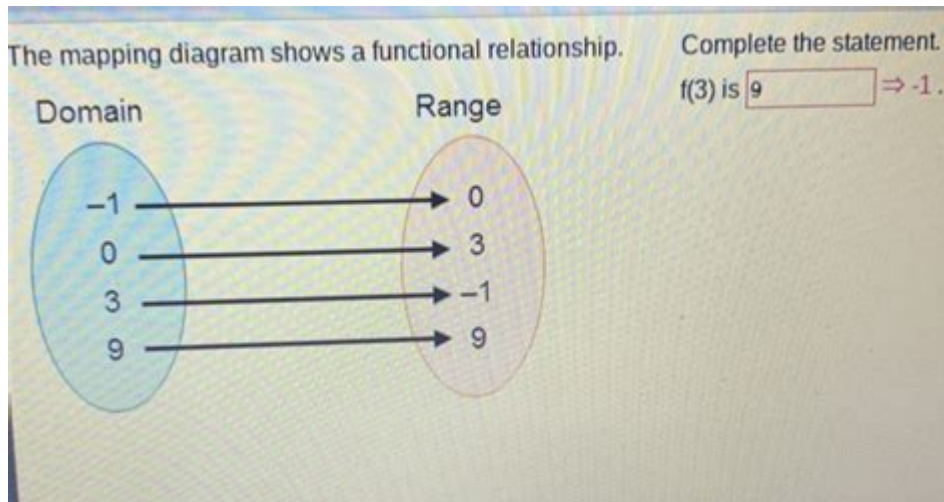 The mapping diagram shows a functional relationship.
Domain
Range
–1
0
0
3
3
–1
9
9
Complete the statement.
f(3) is 9 ⇒ -1.